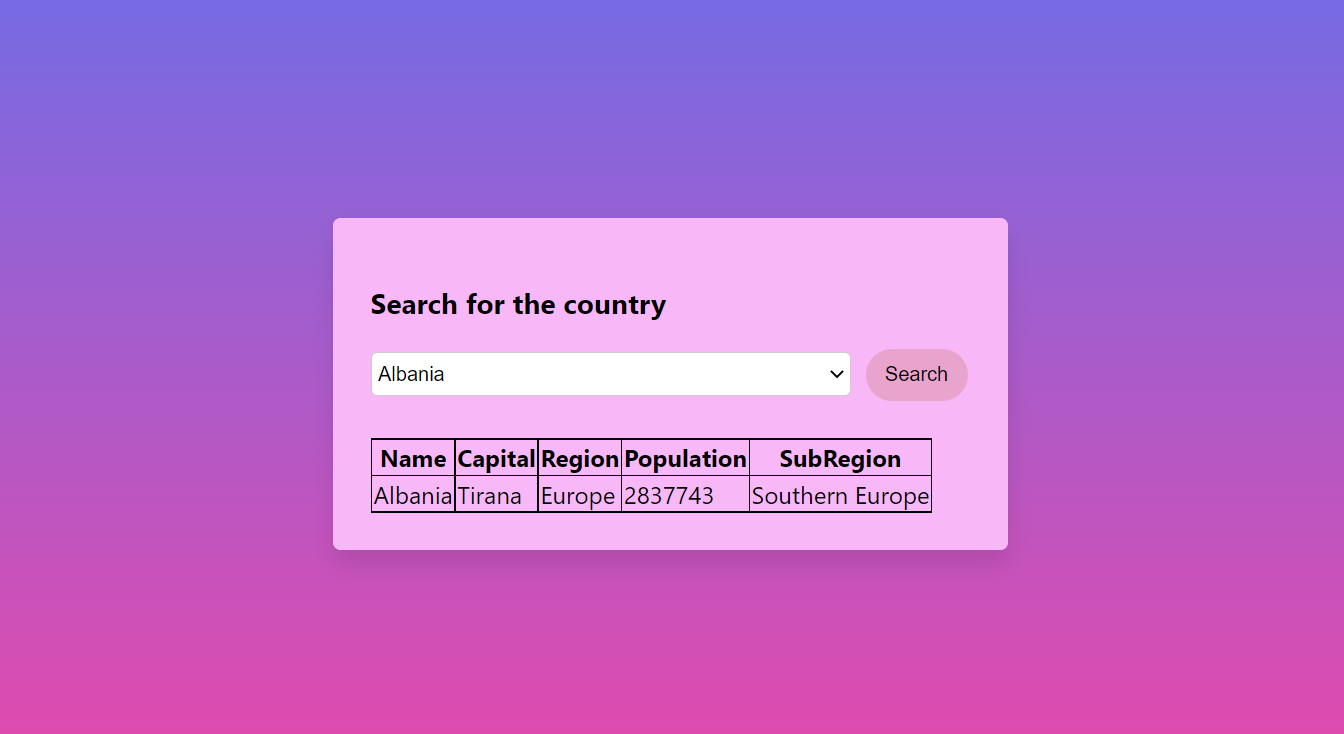 Search for the country
Albania Search
Name Capital Region Population SubRegion
Albania Tirana Europe 2837743 Southern Europe